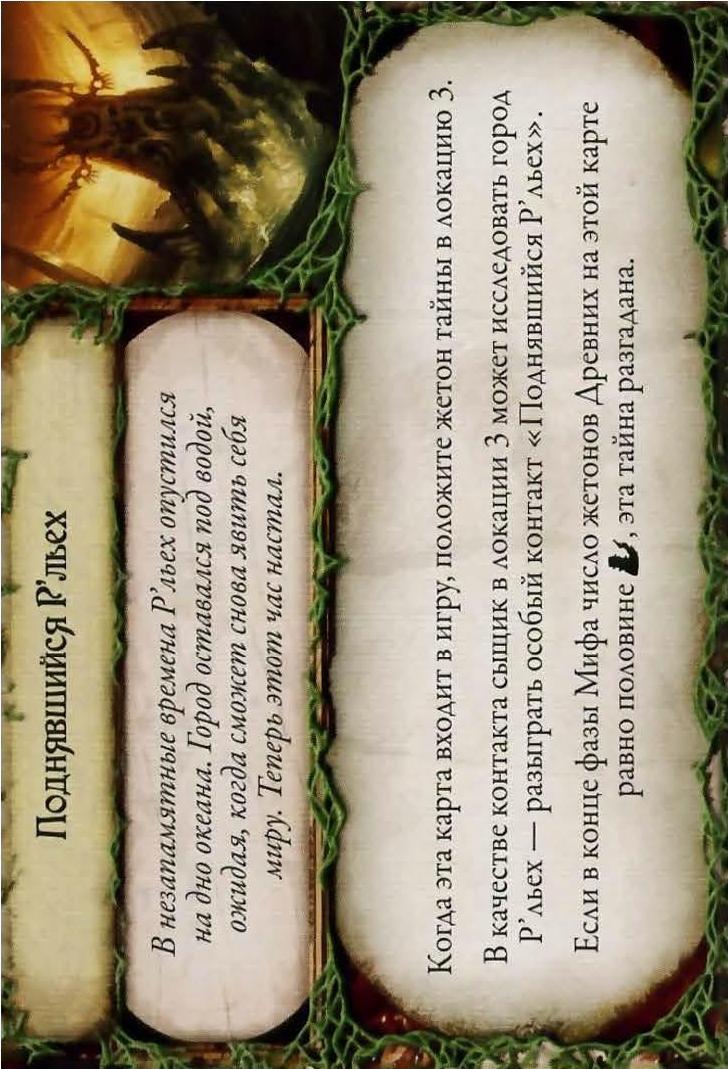 Поднявшийся Р’льех
В незапамятные времена Р’льех опустился
на дно океана. Город оставался под водой,
ожидая, когда сможет снова явить себя
миру. Теперь этот час настал.
Когда эта карта входит в игру, положите жетон тайны в локацию 3.
В качестве контакта сыщик в локации 3 может исследовать город
Р’льех — разыграть особый контакт «Поднявшийся Р’льех».
Если в конце фазы Мифа число жетонов Древних на этой карте
равно половине , эта тайна разгадана.